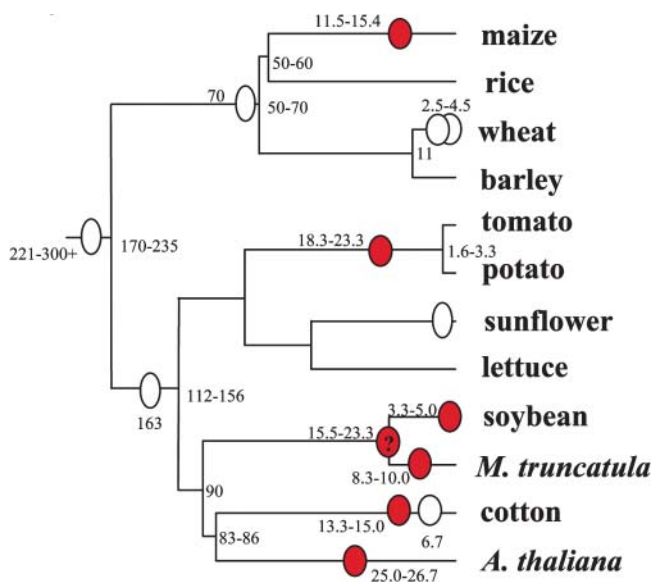 11.5-15.4
maize
50-60
rice
70
50-70
2.5-4.5
wheat
11
barley
tomato
221-300+
170-235
18.3-23.3
1.6-3.3
potato
sunflower
lettuce
163
112-156
3.3-5.0
soybean
15.5-23.3
?
8.3-10.0
M. truncatula
90
cotton
13.3-15.0
6.7
83-86
A. thaliana
25.0-26.7